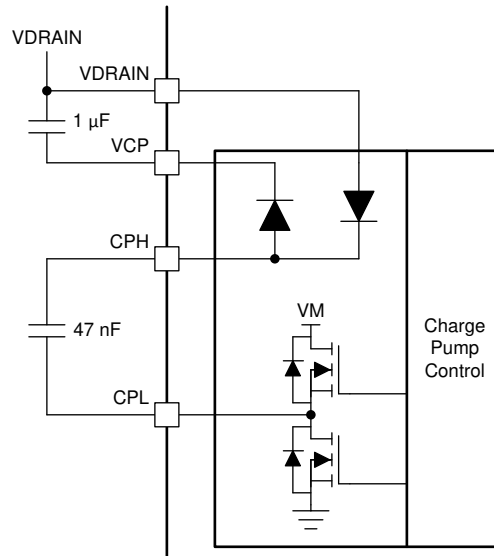 VDRAIN
VDRAIN
1 µF
VCP
CPH
47 nF
VM
Charge
Pump
Control
CPL